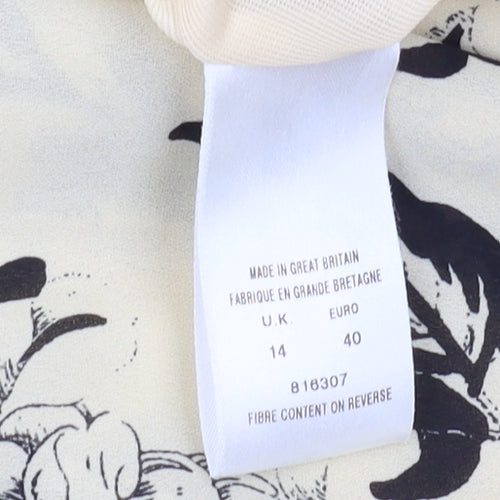 MADE IN GREAT BRITAIN
FABRIQUE EN GRANDE BRETAGNE
U.K. EURO
14 40
816307
FIBRE CONTENT ON REVERSE